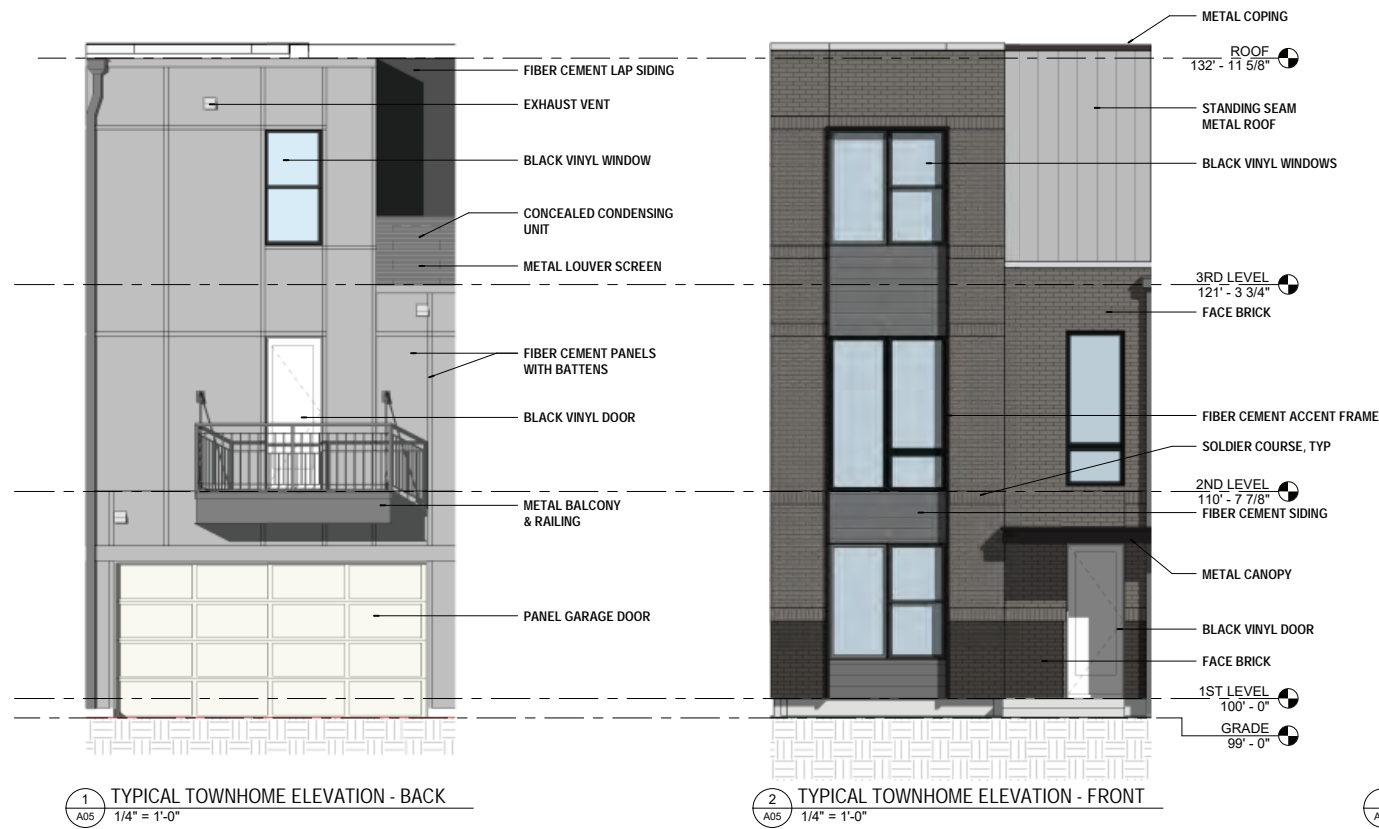 FIBER CEMENT LAP SIDING
EXHAUST VENT
BLACK VINYL WINDOW
CONCEALED CONDENSING
UNIT
METAL LOUVER SCREEN
FIBER CEMENT PANELS
WITH BATTENS
BLACK VINYL DOOR
METAL BALCONY
& RAILING
PANEL GARAGE DOOR
1
A05
TYPICAL TOWNHOME ELEVATION - BACK
1/4" = 1'-0"
METAL COPING
ROOF
132' - 11 5/8"
STANDING SEAM
METAL ROOF
BLACK VINYL WINDOWS
3RD LEVEL
121' - 3 3/4"
FACE BRICK
FIBER CEMENT ACCENT FRAME
SOLDIER COURSE, TYP
2ND LEVEL
110' - 7 7/8"
FIBER CEMENT SIDING
METAL CANOPY
BLACK VINYL DOOR
FACE BRICK
1ST LEVEL
100' - 0"
GRADE
99' - 0"
2
A05
TYPICAL TOWNHOME ELEVATION - FRONT
1/4" = 1'-0"